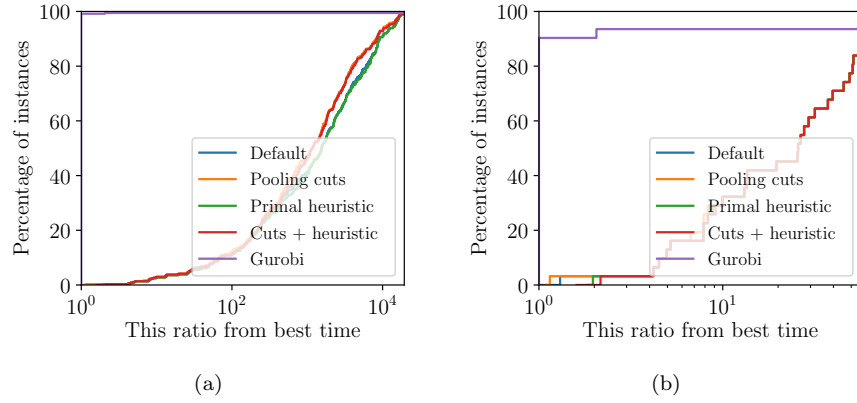 100
80
60
40
20
0
Percentage of instances
10^0
10^2
10^4
This ratio from best time
Default
Pooling cuts
Primal heuristic
Cuts + heuristic
Gurobi
(a)
100
80
60
40
20
0
Percentage of instances
10^0
10^1
This ratio from best time
Default
Pooling cuts
Primal heuristic
Cuts + heuristic
Gurobi
(b)